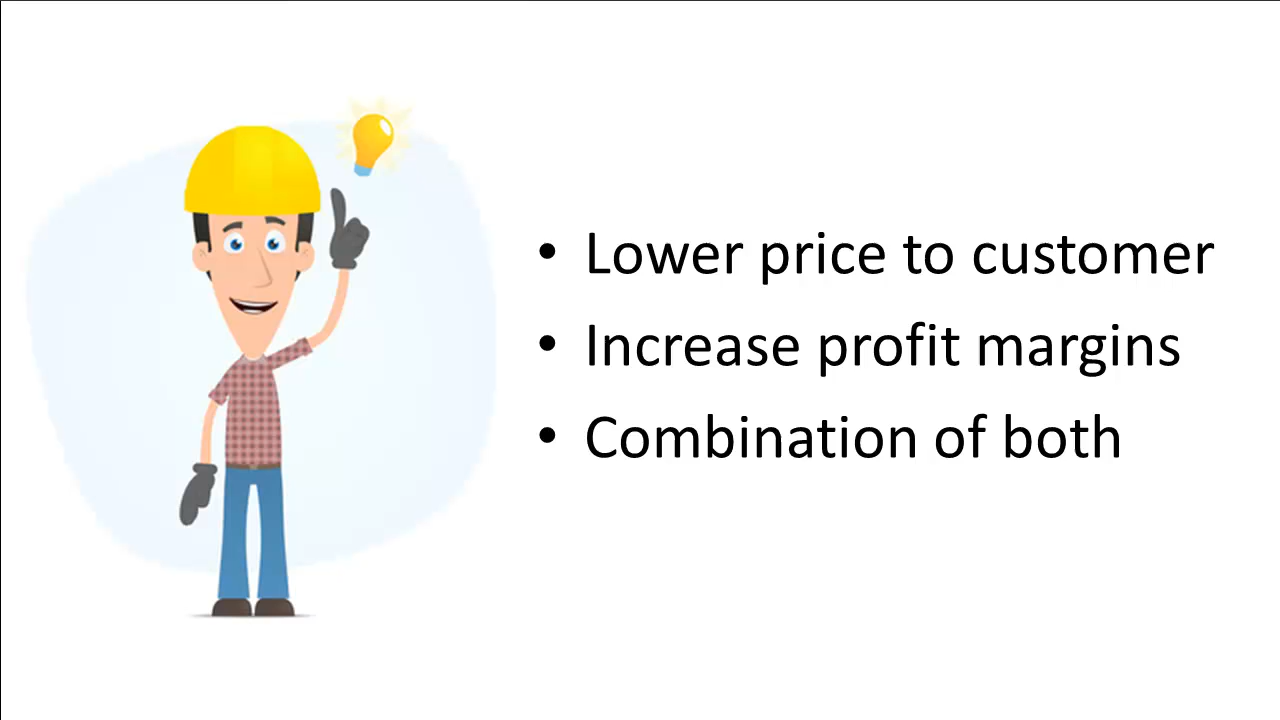 • Lower price to customer
• Increase profit margins
• Combination of both